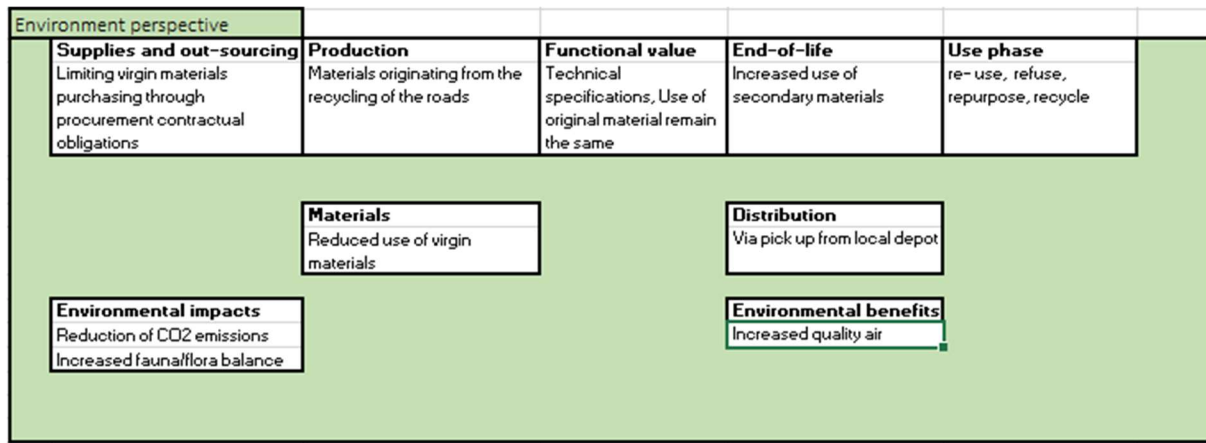 Environment perspective
Supplies and out-sourcing
Limiting virgin materials
purchasing through
procurement contractual
obligations
Production
Materials originating from the
recycling of the roads
Functional value
Technical
specifications, Use of
original material remain
the same
End-of-life
Increased use of
secondary materials
Use phase
re- use, refuse,
repurpose, recycle
Materials
Reduced use of virgin
materials
Distribution
Via pick up from local depot
Environmental impacts
Reduction of CO2 emissions
Increased fauna/flora balance
Environmental benefits
Increased quality air